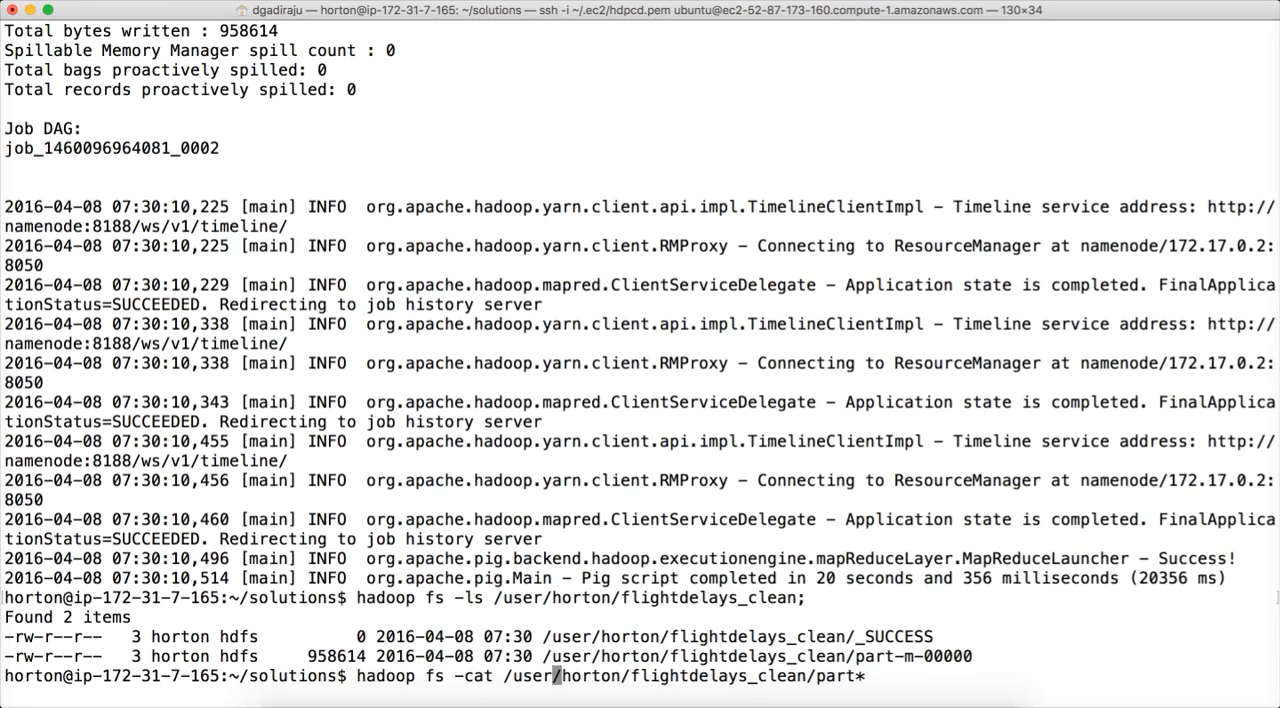 dgadiraju — horton@ip-172-31-7-165: ~/solutions — ssh -i ~/.ec2/hdpcd.pem ubuntu@ec2-52-87-173-160.compute-1.amazonaws.com — 130×34
Total bytes written : 958614
Spillable Memory Manager spill count : 0
Total bags proactively spilled: 0
Total records proactively spilled: 0
Job DAG:
job_1460096964081_0002
2016-04-08 07:30:10,225 [main] INFO  org.apache.hadoop.yarn.client.api.impl.TimelineClientImpl - Timeline service address: http://
namenode:8188/ws/v1/timeline/
2016-04-08 07:30:10,225 [main] INFO  org.apache.hadoop.yarn.client.RMProxy - Connecting to ResourceManager at namenode/172.17.0.2:
8050
2016-04-08 07:30:10,229 [main] INFO  org.apache.hadoop.mapred.ClientServiceDelegate - Application state is completed. FinalApplica
tionStatus=SUCCEEDED. Redirecting to job history server
2016-04-08 07:30:10,338 [main] INFO  org.apache.hadoop.yarn.client.api.impl.TimelineClientImpl - Timeline service address: http://
namenode:8188/ws/v1/timeline/
2016-04-08 07:30:10,338 [main] INFO  org.apache.hadoop.yarn.client.RMProxy - Connecting to ResourceManager at namenode/172.17.0.2:
8050
2016-04-08 07:30:10,343 [main] INFO  org.apache.hadoop.mapred.ClientServiceDelegate - Application state is completed. FinalApplica
tionStatus=SUCCEEDED. Redirecting to job history server
2016-04-08 07:30:10,455 [main] INFO  org.apache.hadoop.yarn.client.api.impl.TimelineClientImpl - Timeline service address: http://
namenode:8188/ws/v1/timeline/
2016-04-08 07:30:10,456 [main] INFO  org.apache.hadoop.yarn.client.RMProxy - Connecting to ResourceManager at namenode/172.17.0.2:
8050
2016-04-08 07:30:10,460 [main] INFO  org.apache.hadoop.mapred.ClientServiceDelegate - Application state is completed. FinalApplica
tionStatus=SUCCEEDED. Redirecting to job history server
2016-04-08 07:30:10,496 [main] INFO  org.apache.pig.backend.hadoop.executionengine.mapReduceLayer.MapReduceLauncher - Success!
2016-04-08 07:30:10,514 [main] INFO  org.apache.pig.Main - Pig script completed in 20 seconds and 356 milliseconds (20356 ms)
horton@ip-172-31-7-165:~/solutions$ hadoop fs -ls /user/horton/flightdelays_clean;
Found 2 items
-rw-r--r--   3 horton hdfs          0 2016-04-08 07:30 /user/horton/flightdelays_clean/_SUCCESS
-rw-r--r--   3 horton hdfs     958614 2016-04-08 07:30 /user/horton/flightdelays_clean/part-m-00000
horton@ip-172-31-7-165:~/solutions$ hadoop fs -cat /user/horton/flightdelays_clean/part*